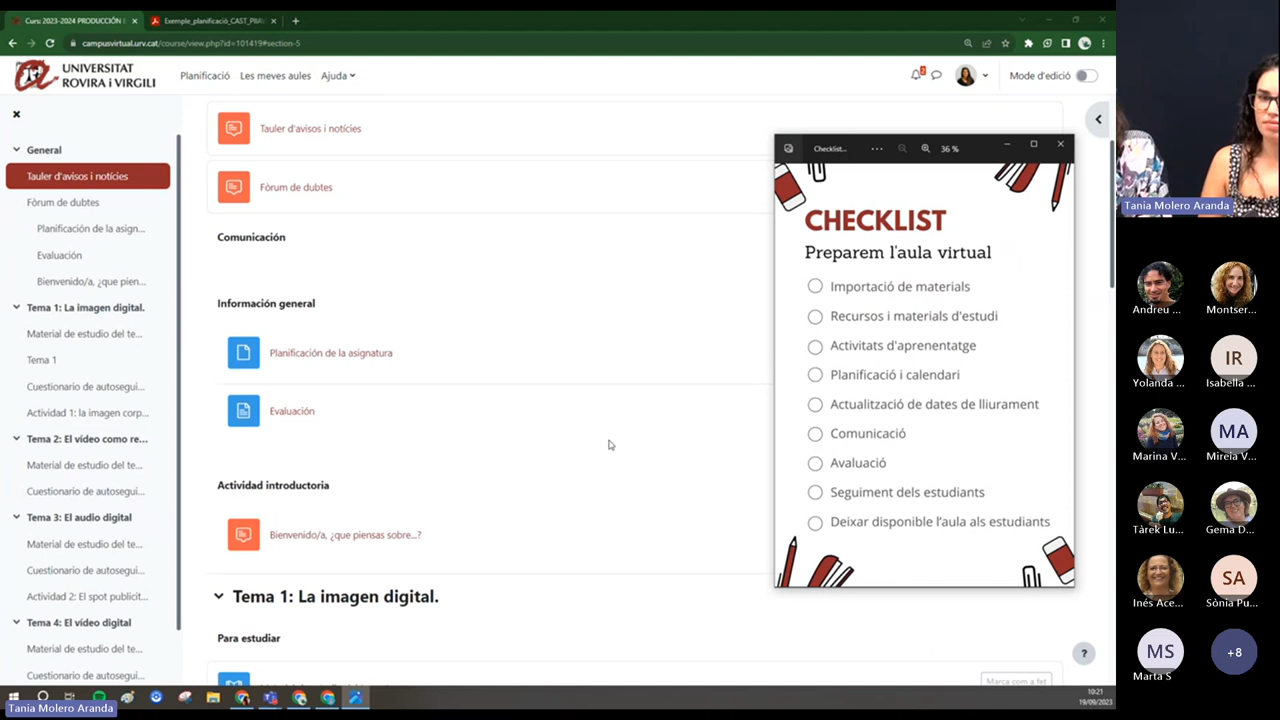 Curs: 2023-2024 PRODUCCIÓN
Exemple_planificació_CAST_
campusvirtual.urv.cat/course/view.php?id=101419#section-5
UNIVERSITAT
ROVIRA i VIRGILI
Planificació
Les meves aules
Ajuda
Mode d'edició
General
Tauler d'avisos i notícies
Fòrum de dubtes
Planificación de la asign...
Evaluación
Bienvenido/a, ¿que pien...
Tema 1: La imagen digital.
Material de estudio del te...
Tema 1
Cuestionario de autosegui...
Actividad 1: la imagen corp...
Tema 2: El vídeo como re...
Material de estudio del te...
Cuestionario de autosegui...
Tema 3: El audio digital
Material de estudio del te...
Cuestionario de autosegui...
Actividad 2: El spot publicit...
Tema 4: El vídeo digital
Material de estudio del te...
Cuestionario de autosegui...
Tauler d'avisos i notícies
Fòrum de dubtes
Comunicación
Información general
Planificación de la asignatura
Evaluación
Actividad introductoria
Bienvenido/a, ¿que piensas sobre...?
Tema 1: La imagen digital.
Para estudiar
Marca com a fet
?
Checklist...
36 %
CHECKLIST
Preparem l'aula virtual
Importació de materials
Recursos i materials d'estudi
Activitats d'aprenentatge
Planificació i calendari
Actualització de dates de lliurament
Comunicació
Avaluació
Seguiment dels estudiants
Deixar disponible l'aula als estudiants
Tania Molero Aranda
Andreu ...
Montser...
Yolanda ...
IR
Isabella ...
Marina V...
MA
Mireia V...
Tàrek Lu...
Gema D...
Inés Ace...
SA
Sònia Pu...
MS
Marta S
+8
10:21
19/09/2023
Tania Molero Aranda